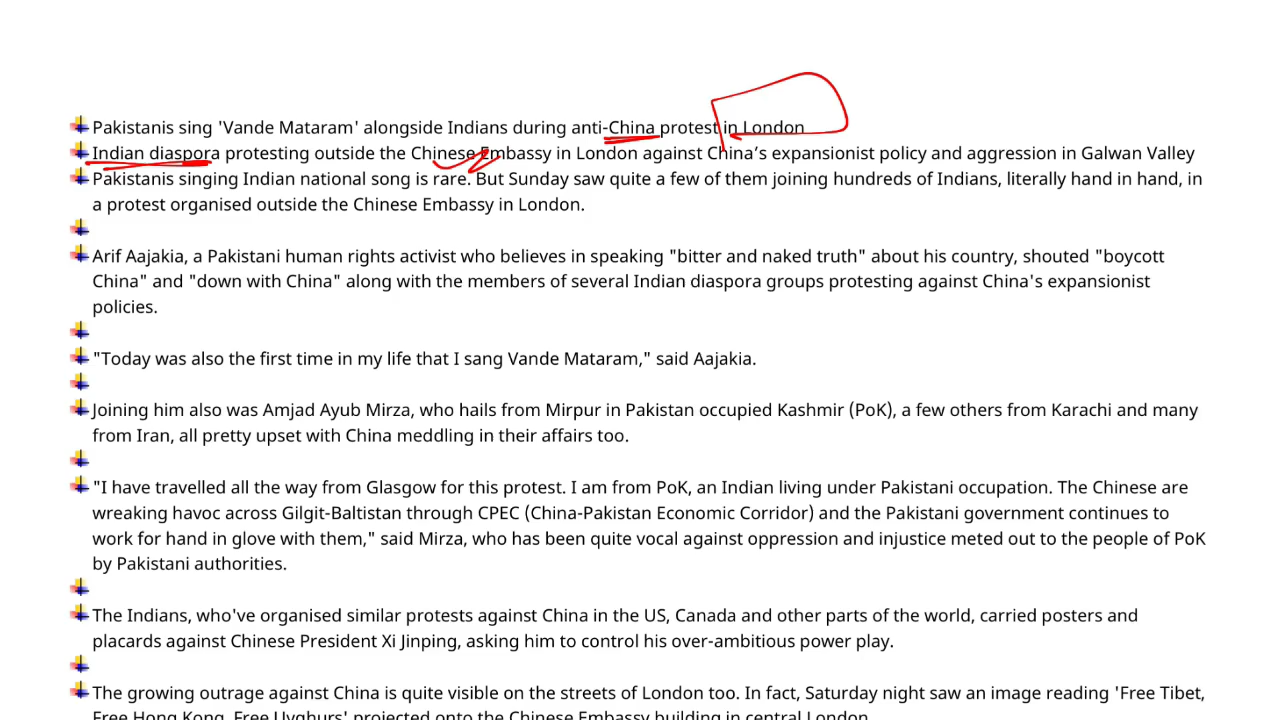 Pakistanis sing 'Vande Mataram' alongside Indians during anti-China protest in London
Indian diaspora protesting outside the Chinese Embassy in London against China’s expansionist policy and aggression in Galwan Valley
Pakistanis singing Indian national song is rare. But Sunday saw quite a few of them joining hundreds of Indians, literally hand in hand, in
a protest organised outside the Chinese Embassy in London.
Arif Aajakia, a Pakistani human rights activist who believes in speaking "bitter and naked truth" about his country, shouted "boycott
China" and "down with China" along with the members of several Indian diaspora groups protesting against China's expansionist
policies.
"Today was also the first time in my life that I sang Vande Mataram," said Aajakia.
Joining him also was Amjad Ayub Mirza, who hails from Mirpur in Pakistan occupied Kashmir (PoK), a few others from Karachi and many
from Iran, all pretty upset with China meddling in their affairs too.
"I have travelled all the way from Glasgow for this protest. I am from PoK, an Indian living under Pakistani occupation. The Chinese are
wreaking havoc across Gilgit-Baltistan through CPEC (China-Pakistan Economic Corridor) and the Pakistani government continues to
work for hand in glove with them," said Mirza, who has been quite vocal against oppression and injustice meted out to the people of PoK
by Pakistani authorities.
The Indians, who've organised similar protests against China in the US, Canada and other parts of the world, carried posters and
placards against Chinese President Xi Jinping, asking him to control his over-ambitious power play.
The growing outrage against China is quite visible on the streets of London too. In fact, Saturday night saw an image reading 'Free Tibet,
Free Hong Kong, Free Uyghurs' projected onto the Chinese Embassy building in central London.